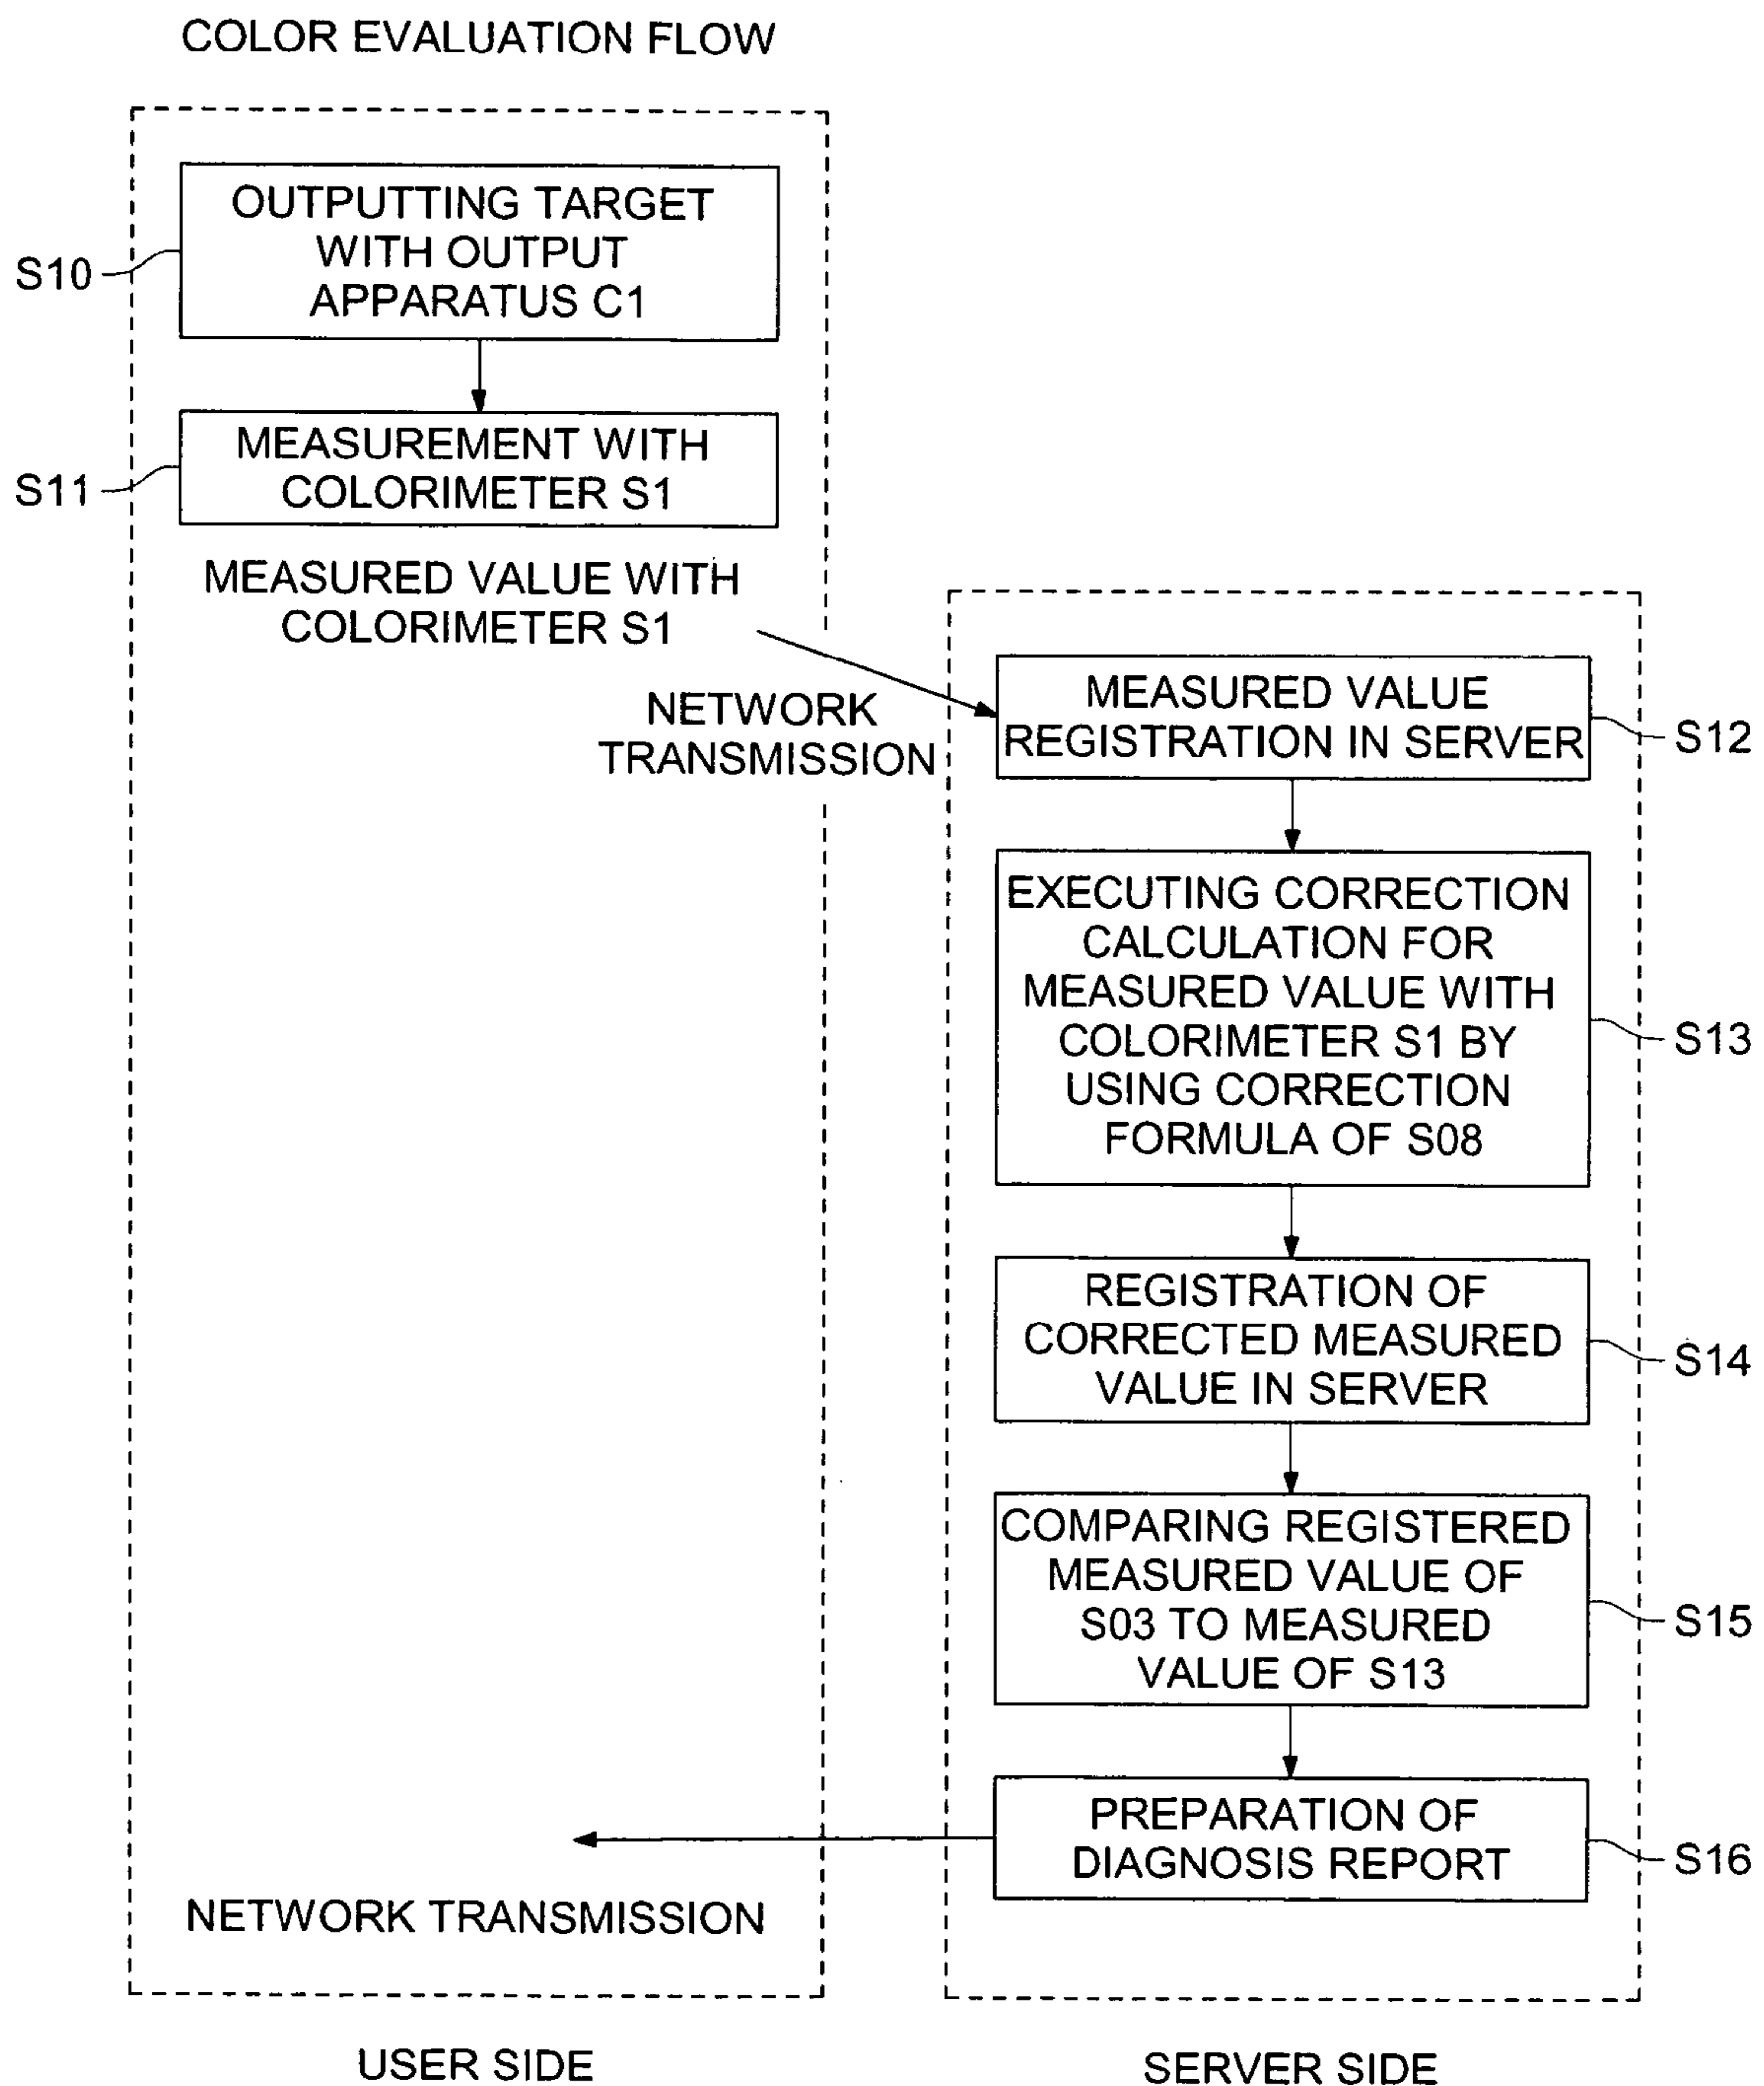 COLOR EVALUATION FLOW
S10
OUTPUTTING TARGET
WITH OUTPUT
APPARATUS C1
S11
MEASUREMENT WITH
COLORIMETER S1
MEASURED VALUE WITH
COLORIMETER S1
NETWORK
TRANSMISSION
MEASURED VALUE
REGISTRATION IN SERVER
S12
EXECUTING CORRECTION
CALCULATION FOR
MEASURED VALUE WITH
COLORIMETER S1 BY
USING CORRECTION
FORMULA OF S08
S13
REGISTRATION OF
CORRECTED MEASURED
VALUE IN SERVER
S14
COMPARING REGISTERED
MEASURED VALUE OF
S03 TO MEASURED
VALUE OF S13
S15
PREPARATION OF
DIAGNOSIS REPORT
S16
NETWORK TRANSMISSION
USER SIDE
SERVER SIDE